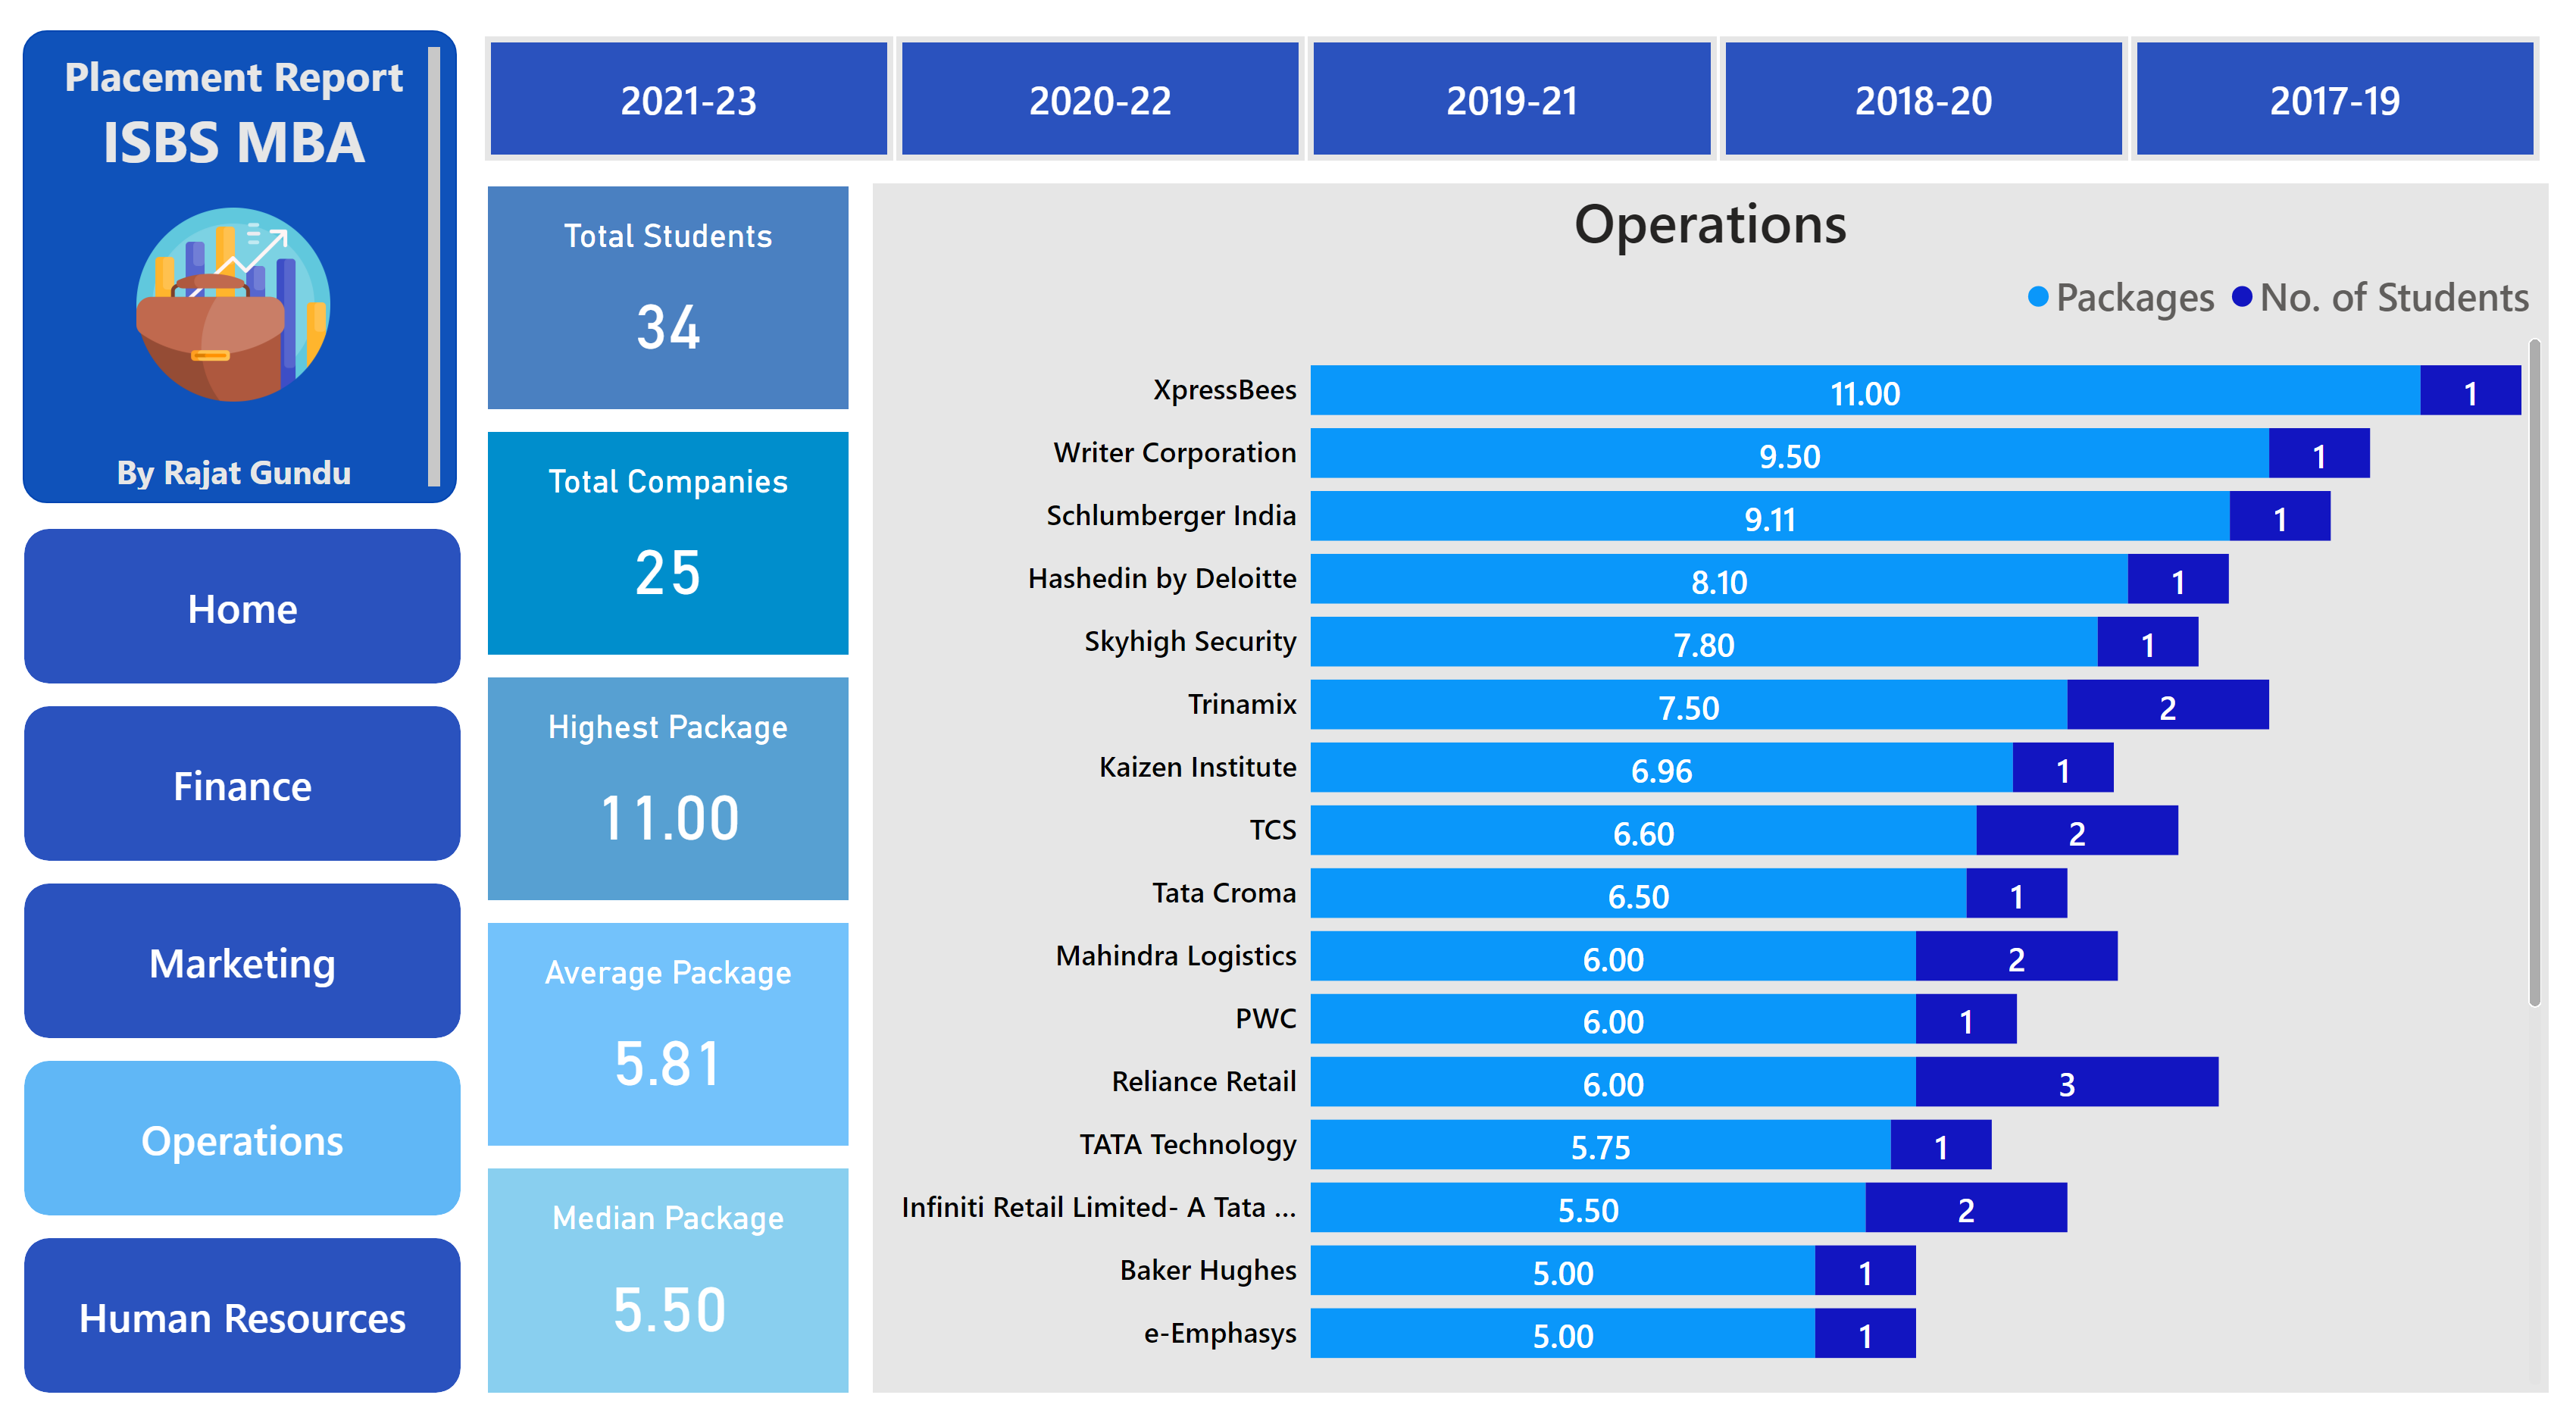 Placement Report
ISBS MBA
By Rajat Gundu
Home
Finance
Marketing
Operations
Human Resources
2021-23
2020-22
2019-21
2018-20
2017-19
Total Students
34
Total Companies
25
Highest Package
11.00
Average Package
5.81
Median Package
5.50
Operations
Packages No. of Students
XpressBees 11.00 1
Writer Corporation 9.50 1
Schlumberger India 9.11 1
Hashedin by Deloitte 8.10 1
Skyhigh Security 7.80 1
Trinamix 7.50 2
Kaizen Institute 6.96 1
TCS 6.60 2
Tata Croma 6.50 1
Mahindra Logistics 6.00 2
PWC 6.00 1
Reliance Retail 6.00 3
TATA Technology 5.75 1
Infiniti Retail Limited- A Tata ... 5.50 2
Baker Hughes 5.00 1
e-Emphasys 5.00 1